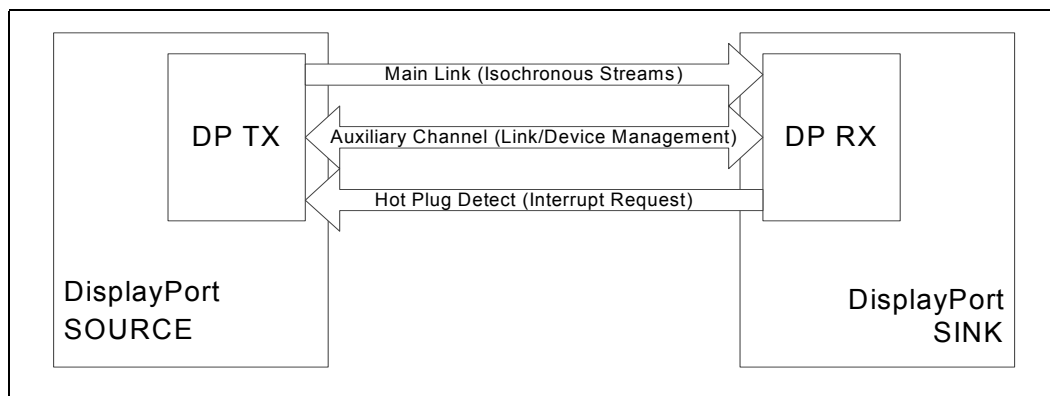 Main Link (Isochronous Streams)
DP TX
Auxiliary Channel (Link/Device Management)
DP RX
Hot Plug Detect (Interrupt Request)
DisplayPort
SOURCE
DisplayPort
SINK